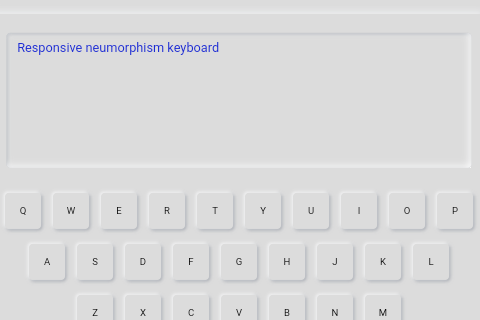 Responsive neumorphism keyboard
Q W E R T Y U I O P
A S D F G H J K L
Z X C V B N M